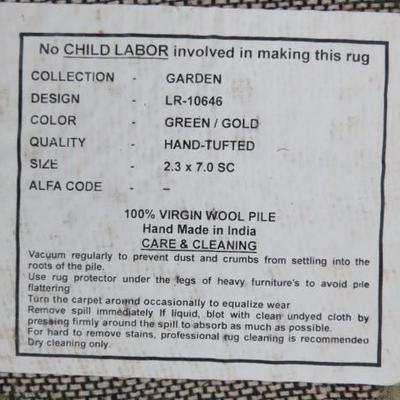 No CHILD LABOR involved in making this rug
COLLECTION - GARDEN
DESIGN - LR-10646
COLOR - GREEN / GOLD
QUALITY - HAND-TUFTED
SIZE - 2.3 x 7.0 SC
ALFA CODE - –
100% VIRGIN WOOL PILE
Hand Made in India
CARE & CLEANING
Vacuum regularly to prevent dust and crumbs from settling into the
roots of the pile.
Use rug protector under the legs of heavy furniture's to avoid pile
flattering
Turn the carpet around occasionally to equalize wear
Remove spill immediately If liquid, blot with clean undyed cloth by
pressing firmly around the spill to absorb as much as possible.
For hard to remove stains, professional rug cleaning is recommended
Dry cleaning only.